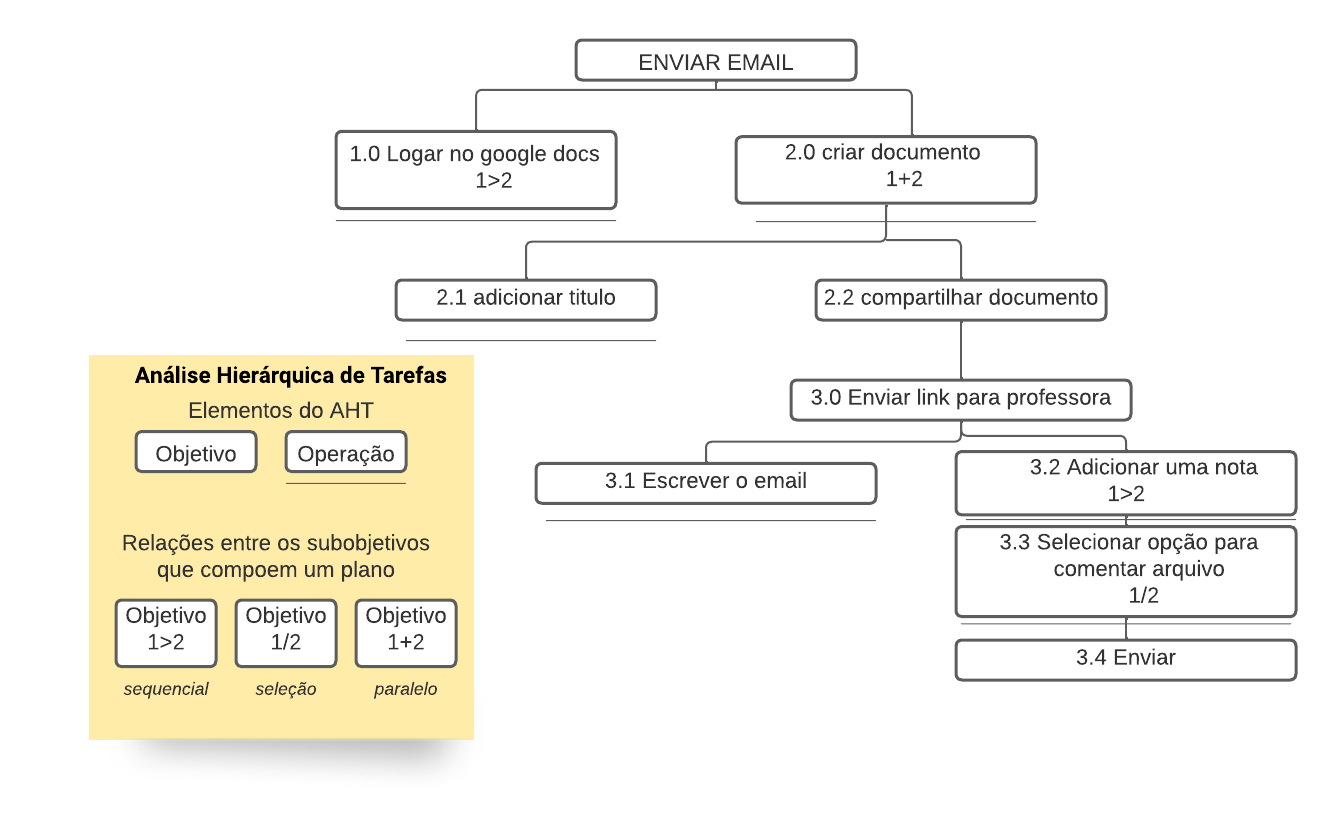 ENVIAR EMAIL
1.0 Logar no google docs
1>2
2.0 criar documento
1+2
2.1 adicionar titulo
2.2 compartilhar documento
3.0 Enviar link para professora
3.1 Escrever o email
3.2 Adicionar uma nota
1>2
3.3 Selecionar opção para
comentar arquivo
1/2
3.4 Enviar
Análise Hierárquica de Tarefas
Elementos do AHT
Objetivo
Operação
Relações entre os subobjetivos
que compoem um plano
Objetivo
1>2
sequencial
Objetivo
1/2
seleção
Objetivo
1+2
paralelo